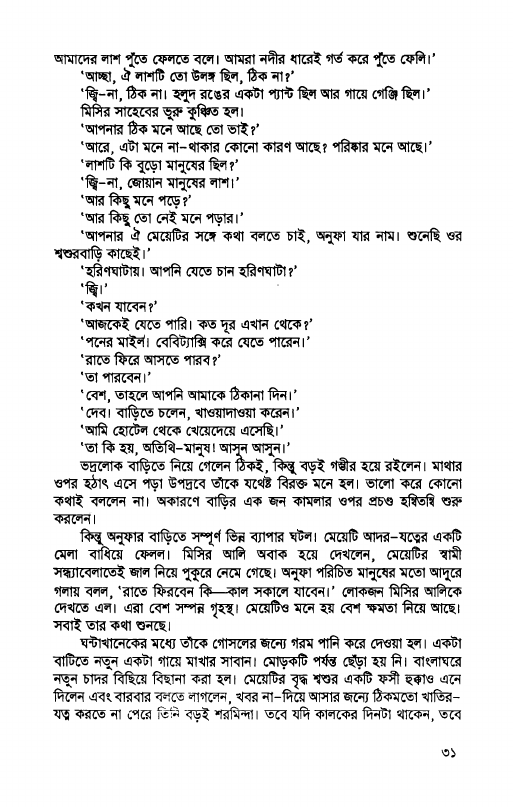 আমাদের লাশ পুঁতে ফেলতে বলে। আমরা নদীর ধারেই গর্ত করে পুঁতে ফেলি।’
‘আচ্ছা, ঐ লাশটি তো উলঙ্গ ছিল, ঠিক না?’
‘জ্বি-না, ঠিক না। হলুদ রঙের একটা প্যান্ট ছিল আর গায়ে গেঞ্জি ছিল।’
মিসির সাহেবের ভুরু কুঞ্চিত হল।
‘আপনার ঠিক মনে আছে তো ভাই?’
‘আরে, এটা মনে না-থাকার কোনো কারণ আছে? পরিষ্কার মনে আছে।’
‘লাশটি কি বুড়ো মানুষের ছিল?’
‘জ্বি-না, জোয়ান মানুষের লাশ।’
‘আর কিছু মনে পড়ে?’
‘আর কিছু তো নেই মনে পড়ার।’
‘আপনার ঐ মেয়েটির সঙ্গে কথা বলতে চাই, অনুফা যার নাম। শুনেছি ওর
শ্বশুরবাড়ি কাছেই।’
‘হরিণঘাটায়। আপনি যেতে চান হরিণঘাটা?’
‘জ্বি।’
‘কখন যাবেন?’
‘আজকেই যেতে পারি। কত দূর এখান থেকে?’
‘পনের মাইল। বেবিট্যাক্সি করে যেতে পারেন।’
‘রাতে ফিরে আসতে পারব?’
‘তা পারবেন।’
‘বেশ, তাহলে আপনি আমাকে ঠিকানা দিন।’
‘দেব। বাড়িতে চলেন, খাওয়াদাওয়া করেন।’
‘আমি হোটেল থেকে খেয়েদেয়ে এসেছি।’
‘তা কি হয়, অতিথি-মানুষ! আসুন আসুন।’
ভদ্রলোক বাড়িতে নিয়ে গেলেন ঠিকই, কিন্তু বড়ই গম্ভীর হয়ে রইলেন। মাথার
ওপর হঠাৎ এসে পড়া উপদ্রবে তাঁকে যথেষ্ট বিরক্ত মনে হল। ভালো করে কোনো
কথাই বললেন না। অকারণে বাড়ির এক জন কামলার ওপর প্রচণ্ড হম্বিতম্বি শুরু
করলেন।
কিন্তু অনুফার বাড়িতে সম্পূর্ণ ভিন্ন ব্যাপার ঘটল। মেয়েটি আদর-যত্নের একটি
মেলা বাধিয়ে ফেলল। মিসির আলি অবাক হয়ে দেখলেন, মেয়েটির স্বামী
সন্ধ্যাবেলাতেই জাল নিয়ে পুকুরে নেমে গেছে। অনুফা পরিচিত মানুষের মতো আদুরে
গলায় বলল, ‘রাতে ফিরবেন কি—কাল সকালে যাবেন।’ লোকজন মিসির আলিকে
দেখতে এল। এরা বেশ সম্পন্ন গৃহস্থ। মেয়েটিও মনে হয় বেশ ক্ষমতা নিয়ে আছে।
সবাই তার কথা শুনছে।
ঘন্টাখানেকের মধ্যে তাঁকে গোসলের জন্যে গরম পানি করে দেওয়া হল। একটা
বাটিতে নতুন একটা গায়ে মাখার সাবান। মোড়কটি পর্যন্ত ছেঁড়া হয় নি। বাংলাঘরে
নতুন চাদর বিছিয়ে বিছানা করা হল। মেয়েটির বৃদ্ধ শ্বশুর একটি ফর্সী হুক্কাও এনে
দিলেন এবং বারবার বলতে লাগলেন, খবর না-দিয়ে আসার জন্যে ঠিকমতো খাতির-
যত্ন করতে না পেরে তিনি বড়ই শরমিন্দা। তবে যদি কালকের দিনটা থাকেন, তবে
৩১